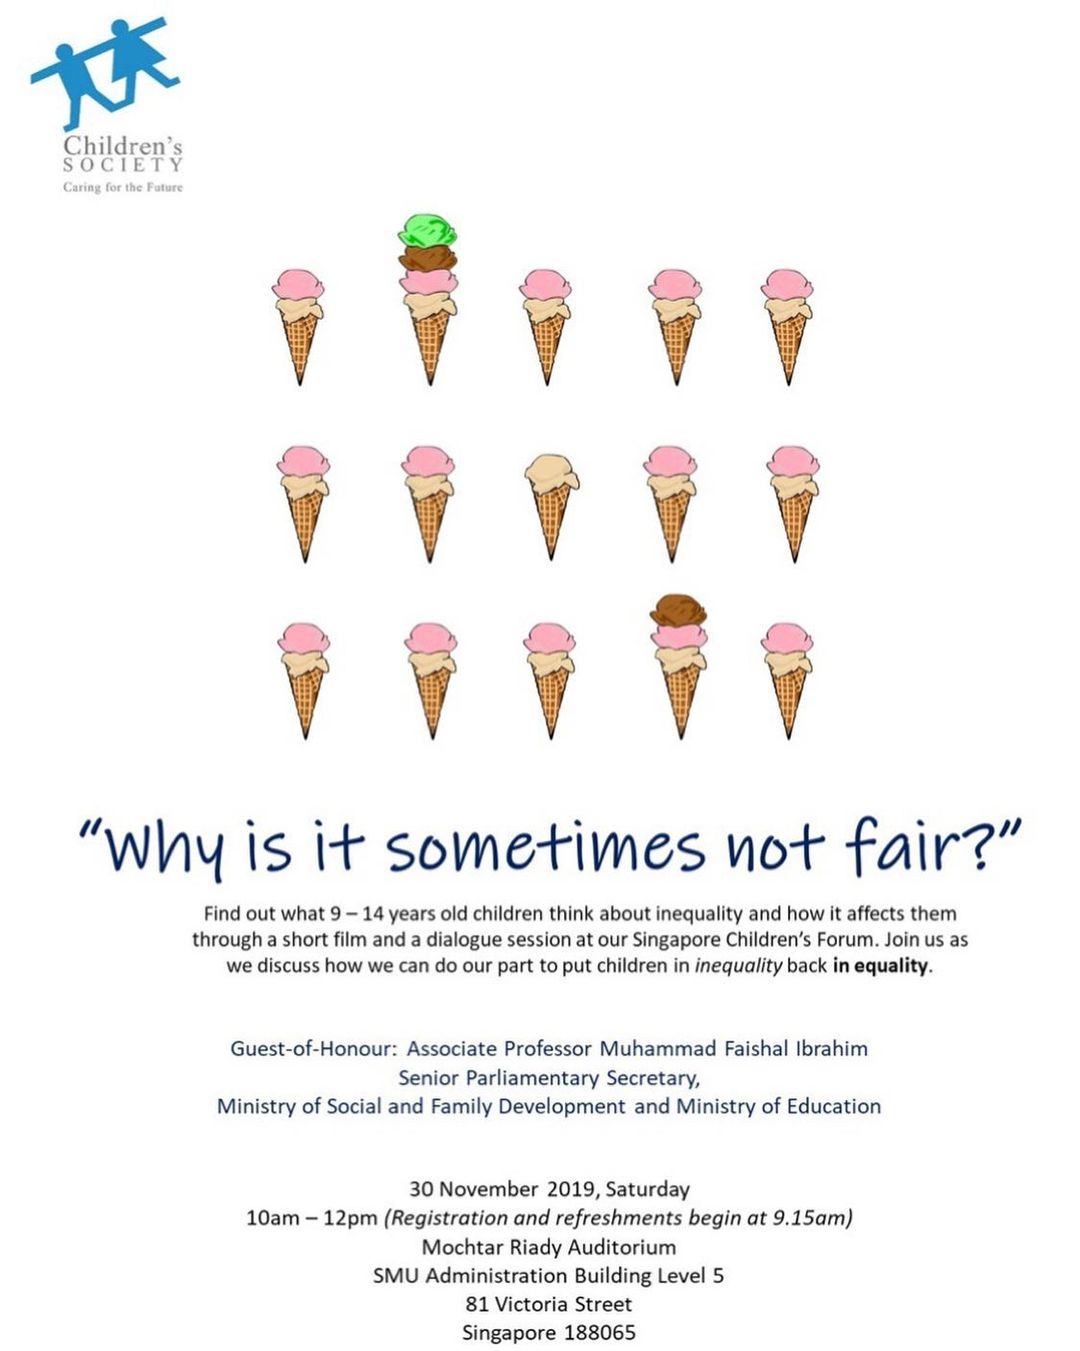 Children's
SOCIETY
Caring for the Future
“Why is it sometimes not fair?”
Find out what 9 – 14 years old children think about inequality and how it affects them
through a short film and a dialogue session at our Singapore Children's Forum. Join us as
we discuss how we can do our part to put children in inequality back in equality.
Guest-of-Honour: Associate Professor Muhammad Faishal Ibrahim
Senior Parliamentary Secretary,
Ministry of Social and Family Development and Ministry of Education
30 November 2019, Saturday
10am – 12pm (Registration and refreshments begin at 9.15am)
Mochtar Riady Auditorium
SMU Administration Building Level 5
81 Victoria Street
Singapore 188065